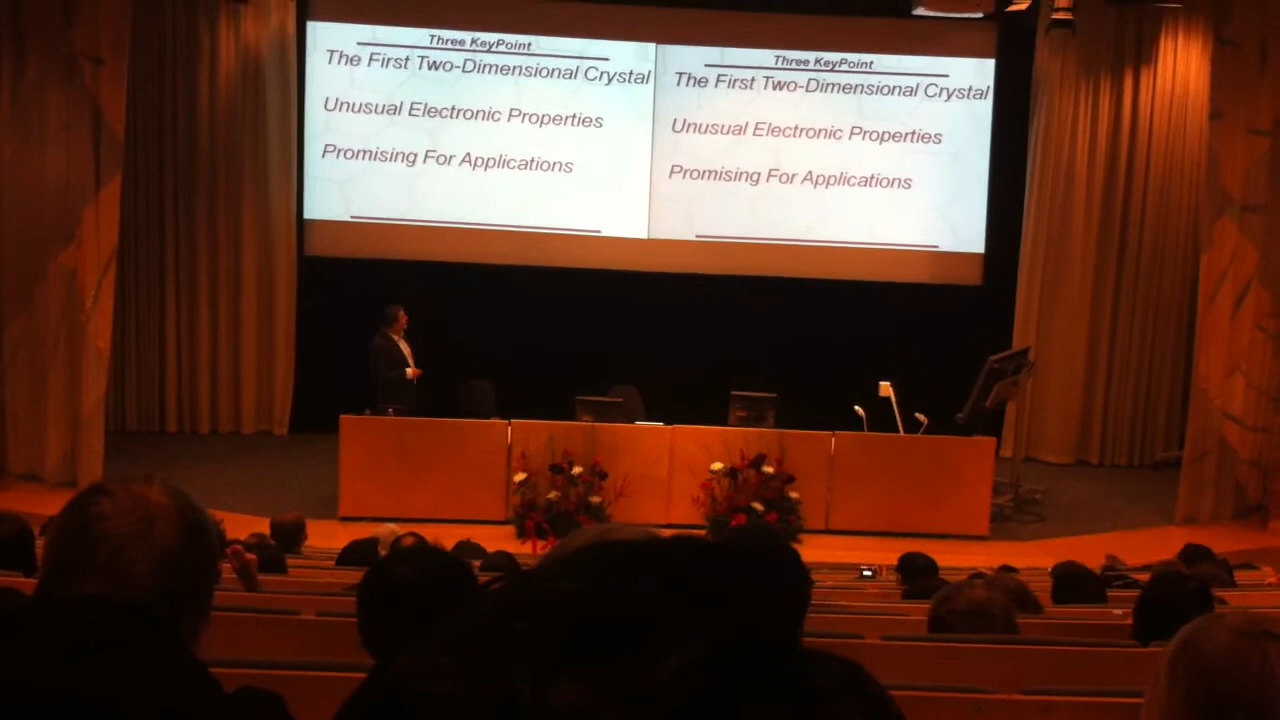 Three KeyPoint
The First Two-Dimensional Crystal
Unusual Electronic Properties
Promising For Applications
Three KeyPoint
The First Two-Dimensional Crystal
Unusual Electronic Properties
Promising For Applications